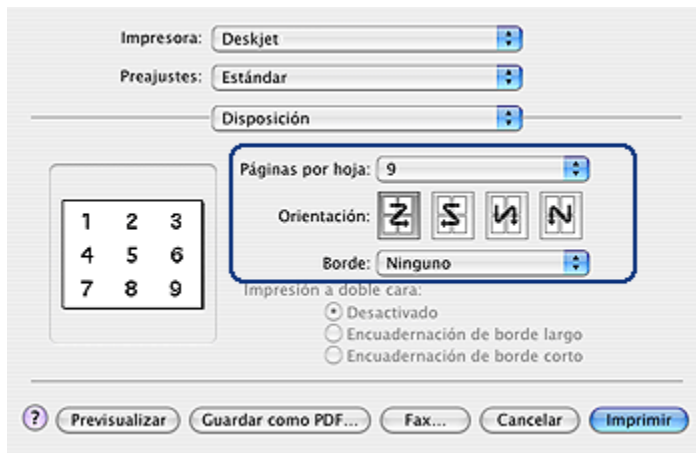 Impresora: Deskjet
Preajustes: Estándar
Disposición
Páginas por hoja: 9
1 2 3
4 5 6
7 8 9
Orientación:
Borde: Ninguno
Impresión a doble cara:
Desactivado
Encuadernación de borde largo
Encuadernación de borde corto
? Previsualizar Guardar como PDF... Fax... Cancelar Imprimir